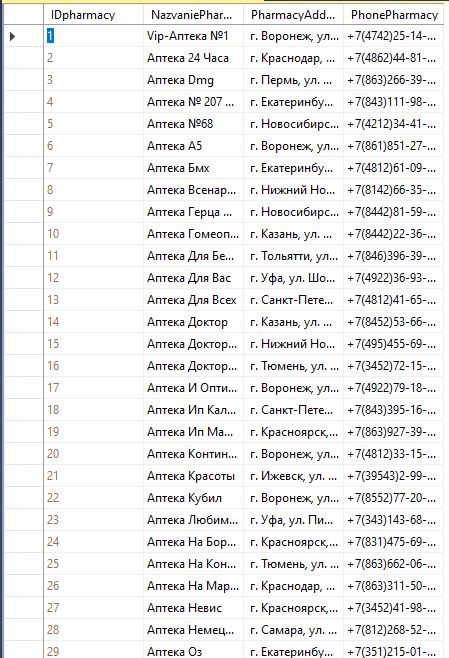 IDpharmacy NazvaniePhar... PharmacyAdd... PhonePharmacy
1 Vip-Аптека №1 г. Воронеж, ул... +7(4742)25-14-...
2 Аптека 24 Часа г. Краснодар, ... +7(4862)44-81-...
3 Аптека Dmg г. Пермь, ул. ... +7(863)266-39-...
4 Аптека № 207 ... г. Екатеринбу... +7(843)111-98-...
5 Аптека №68 г. Новосибирс... +7(4212)34-41-...
6 Аптека А5 г. Воронеж, ул... +7(861)851-27-...
7 Аптека Бмх г. Екатеринбу... +7(4812)61-09-...
8 Аптека Всенар... г. Нижний Но... +7(8142)66-35-...
9 Аптека Герца ... г. Новосибирс... +7(8442)81-59-...
10 Аптека Гомеоп... г. Казань, ул. ... +7(8442)22-36-...
11 Аптека Для Бе... г. Тольятти, ул... +7(846)396-39-...
12 Аптека Для Вас г. Уфа, ул. Шо... +7(4922)36-93-...
13 Аптека Для Всех г. Санкт-Пете... +7(4812)41-65-...
14 Аптека Доктор г. Казань, ул. ... +7(8452)53-66-...
15 Аптека Доктор... г. Нижний Но... +7(495)455-69-...
16 Аптека Доктор... г. Тюмень, ул. ... +7(3452)72-15-...
17 Аптека И Опти... г. Воронеж, ул... +7(4922)79-18-...
18 Аптека Ип Кал... г. Санкт-Пете... +7(843)395-16-...
19 Аптека Ип Ма... г. Красноярск,... +7(863)927-39-...
20 Аптека Контин... г. Воронеж, ул... +7(4812)33-15-...
21 Аптека Красоты г. Ижевск, ул. ... +7(39543)2-99-...
22 Аптека Кубил г. Воронеж, ул... +7(8552)77-20-...
23 Аптека Любим... г. Уфа, ул. Пи... +7(343)143-68-...
24 Аптека На Бор... г. Красноярск,... +7(831)475-69-...
25 Аптека На Кон... г. Тюмень, ул. ... +7(863)662-06-...
26 Аптека На Мар... г. Краснодар, ... +7(863)311-50-...
27 Аптека Невис г. Красноярск,... +7(3452)41-98-...
28 Аптека Немец... г. Самара, ул. ... +7(812)268-52-...
29 Аптека Оз г. Екатеринбу... +7(351)215-01-...